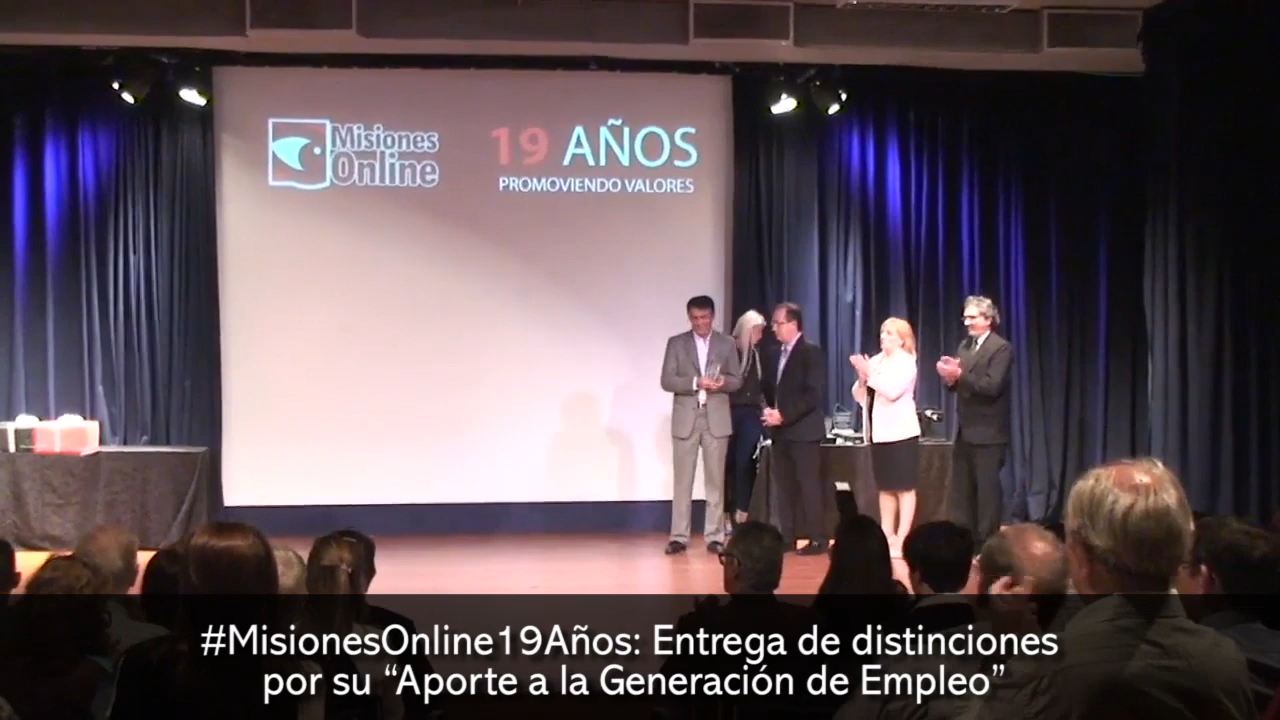 Misiones
Online
19 AÑOS
PROMOVIENDO VALORES
#MisionesOnline19Años: Entrega de distinciones
por su “Aporte a la Generación de Empleo”